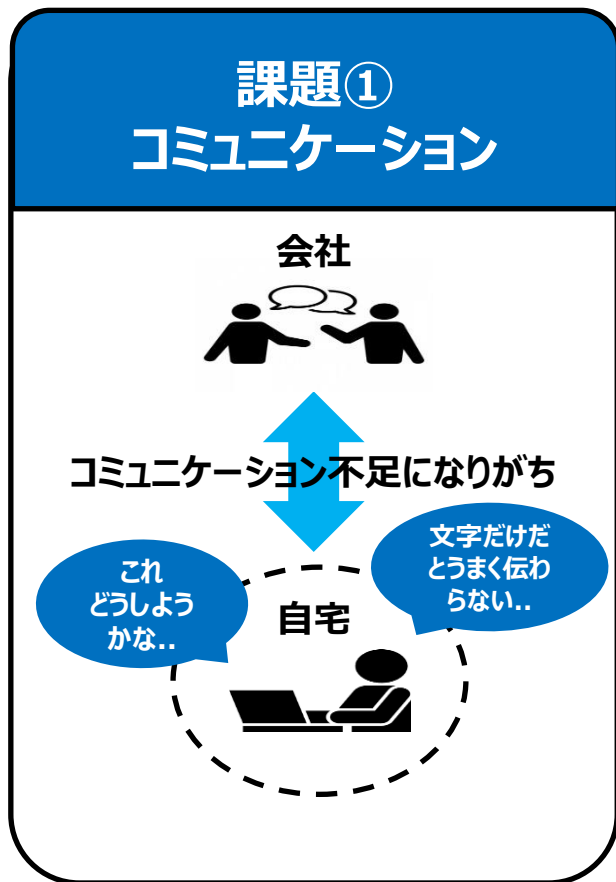 課題①
コミュニケーション
会社
コミュニケーション不足になりがち
これ
どうしよう
かな..
文字だけだ
とうまく伝わ
らない..
自宅